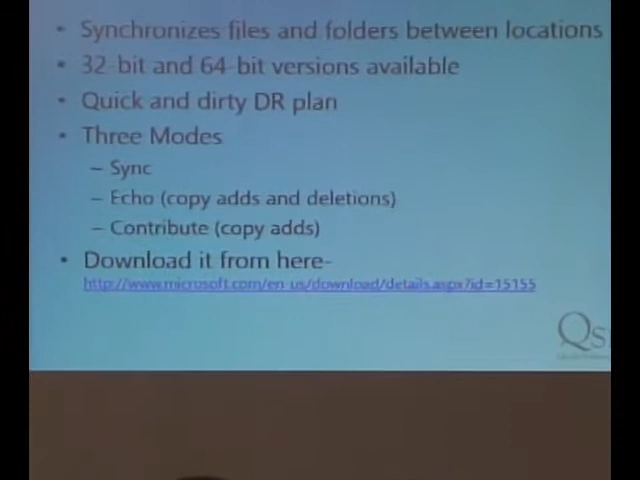 • Synchronizes files and folders between locations
• 32-bit and 64-bit versions available
• Quick and dirty DR plan
• Three Modes
– Sync
– Echo (copy adds and deletions)
– Contribute (copy adds)
• Download it from here-
http://www.microsoft.com/en-us/download/details.aspx?id=15155